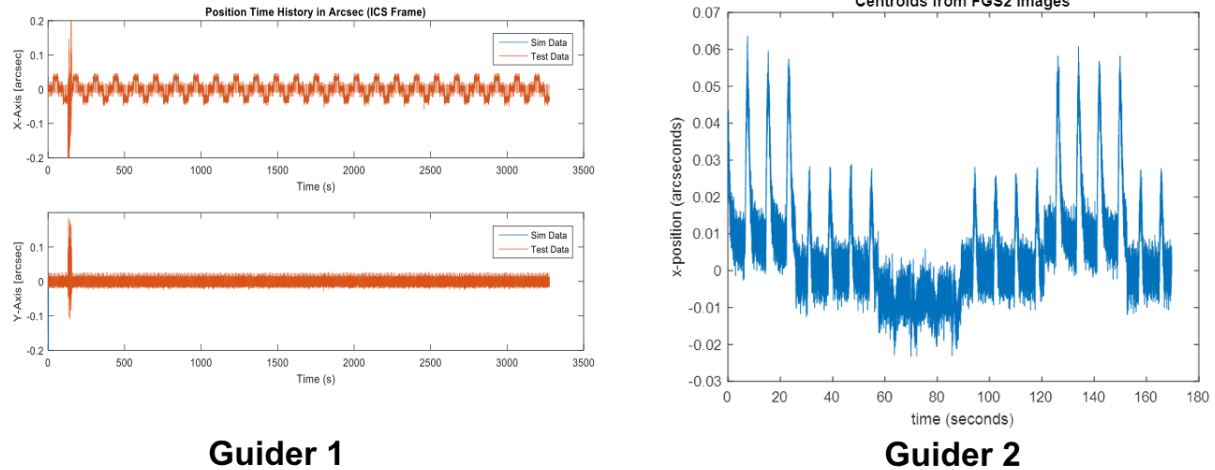 Position Time History in Arcsec (ICS Frame)
X-Axis [arcsec]
0.2
0.1
0
-0.1
-0.2
Sim Data
Test Data
0 500 1000 1500 2000 2500 3000 3500
Time (s)
Y-Axis [arcsec]
0.1
0
-0.1
-0.2
Sim Data
Test Data
0 500 1000 1500 2000 2500 3000 3500
Time (s)
Guider 1
Centroids from FGS2 Images
x-position (arcseconds)
0.07
0.06
0.05
0.04
0.03
0.02
0.01
0
-0.01
-0.02
-0.03
0 20 40 60 80 100 120 140 160 180
time (seconds)
Guider 2